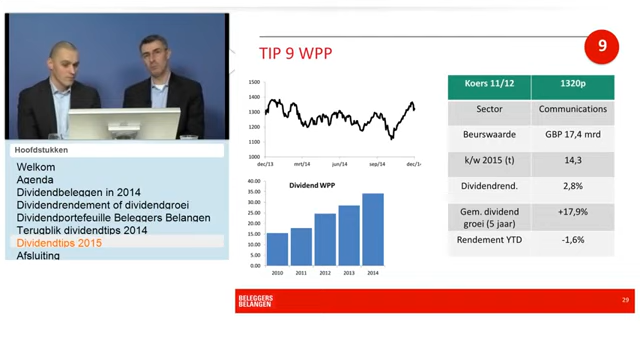 TIP 9 WPP
9
1500
1400
1300
1200
1100
1000
dec/13 mrt/14 jun/14 sep/14 dec/1
Dividend WPP
40.00
35.00
30.00
25.00
20.00
15.00
10.00
5.00
0.00
2010 2011 2012 2013 2014
Koers 11/12 1320p
Sector Communications
Beurswaarde GBP 17,4 mrd
k/w 2015 (t) 14,3
Dividendrend. 2,8%
Gem. dividend
groei (5 jaar) +17,9%
Rendement YTD -1,6%
Hoofdstukken
Welkom
Agenda
Dividendbeleggen in 2014
Dividendrendement of dividendgroei
Dividendportefeuille Beleggers Belangen
Terugblik dividendtips 2014
Dividendtips 2015
Afsluiting
BELEGGERS
BELANGEN
29